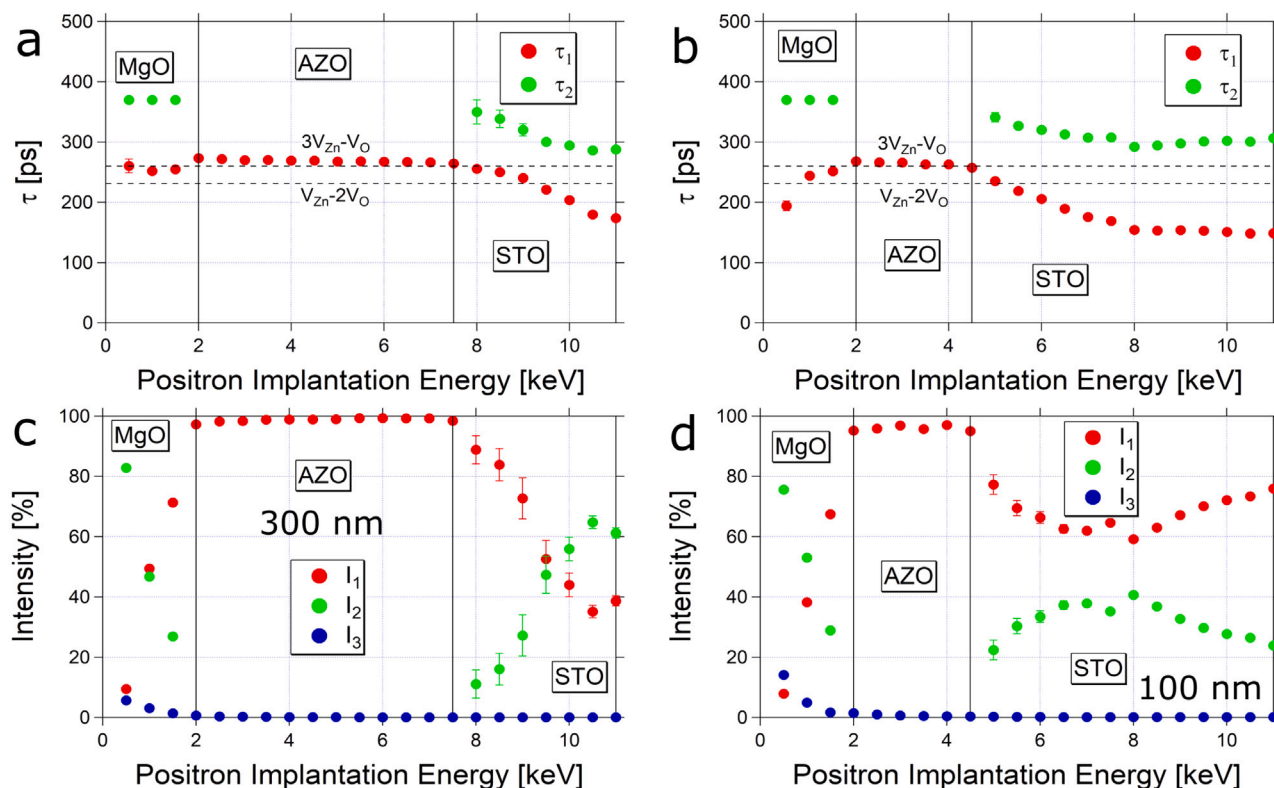 a
500
400
300
200
100
0
τ [ps]
MgO
AZO
STO
τ₁
τ₂
3V_Zn-V_O
V_Zn-2V_O
0
2
4
6
8
10
Positron Implantation Energy [keV]
b
500
400
300
200
100
0
τ [ps]
MgO
AZO
STO
τ₁
τ₂
3V_Zn-V_O
V_Zn-2V_O
0
2
4
6
8
10
Positron Implantation Energy [keV]
c
100
80
60
40
20
0
Intensity [%]
MgO
AZO
300 nm
I₁
I₂
I₃
STO
0
2
4
6
8
10
Positron Implantation Energy [keV]
d
100
80
60
40
20
0
Intensity [%]
MgO
AZO
I₁
I₂
I₃
STO
100 nm
0
2
4
6
8
10
Positron Implantation Energy [keV]